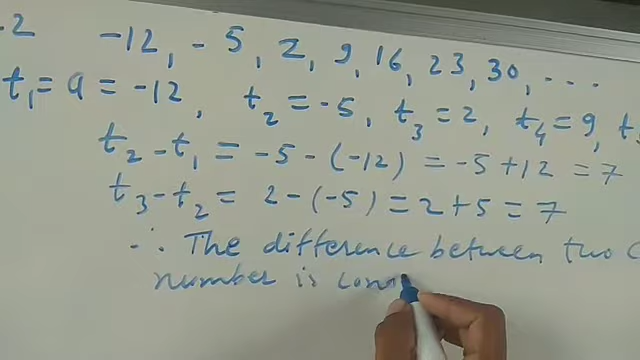 -2 -12, -5, 2, 9, 16, 23, 30, ...
t₁ = a = -12, t₂ = -5, t₃ = 2, t₄ = 9, t
t₂ - t₁ = -5 - (-12) = -5 + 12 = 7
t₃ - t₂ = 2 - (-5) = 2 + 5 = 7
∴ The difference between two C
number is con